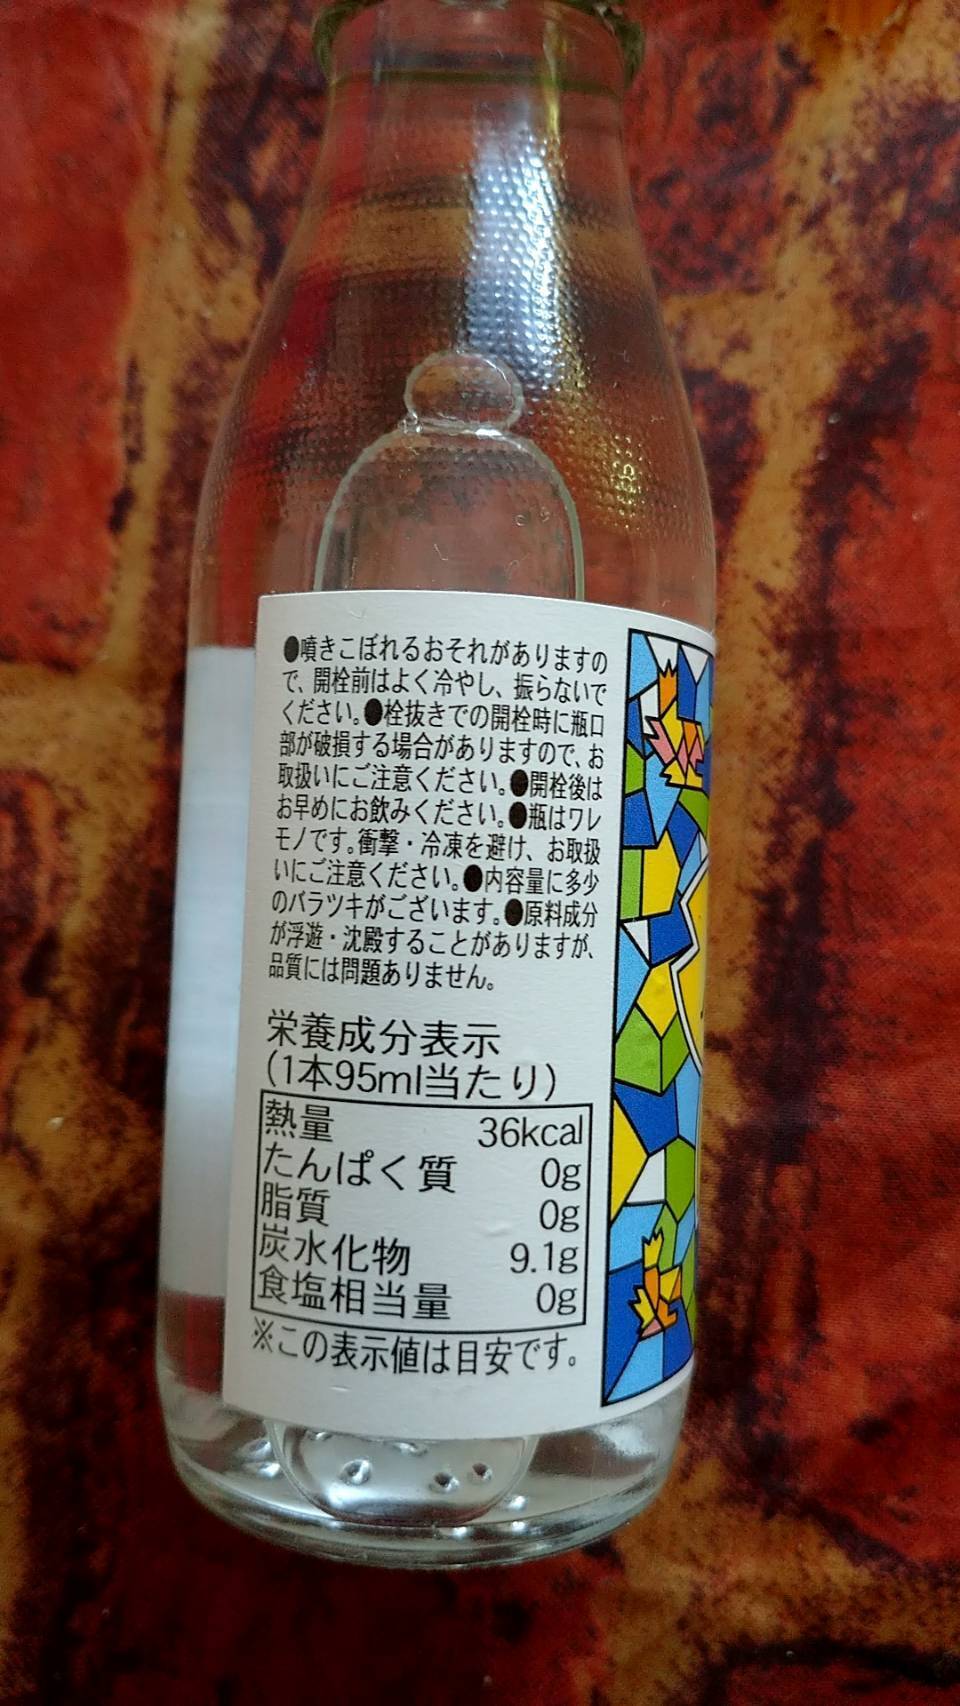 ●噴きこぼれるおそれがありますの
で、開栓前はよく冷やし、振らないで
ください。●栓抜きでの開栓時に瓶口
部が破損する場合がありますので、お
取扱いにご注意ください。●開栓後は
お早めにお飲みください。●瓶はワレ
モノです。衝撃・冷凍を避け、お取扱
いにご注意ください。●内容量に多少
のバラツキがございます。●原料成分
が浮遊・沈殿することがありますが、
品質には問題ありません。
栄養成分表示
(1本95ml当たり)
熱量 36kcal
たんぱく質 0g
脂質 0g
炭水化物 9.1g
食塩相当量 0g
※この表示値は目安です。